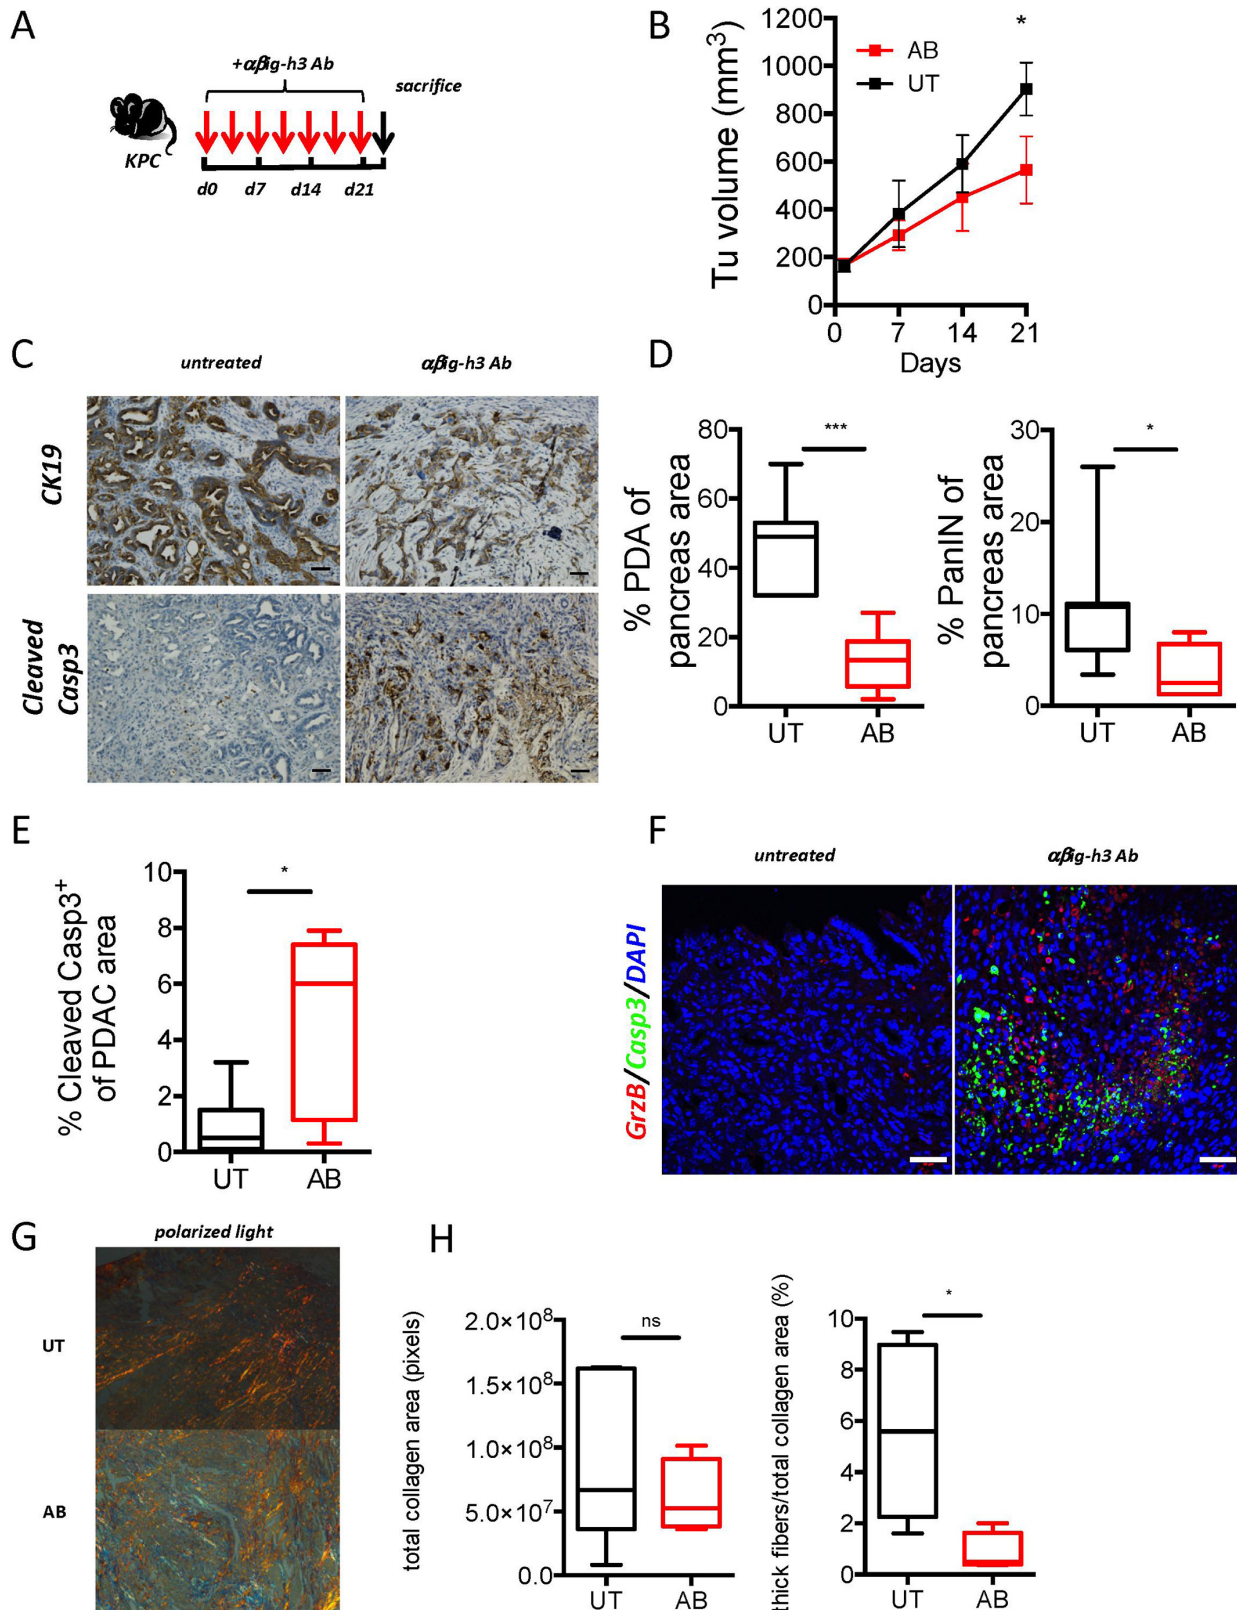 A
+αβig-h3 Ab
sacrifice
KPC
d0 d7 d14 d21
B
Tu volume (mm³)
1200
1000
800
600
400
200
0
AB
UT
*
0 7 14 21
Days
C
untreated
αβig-h3 Ab
CK19
Cleaved
Casp3
D
% PDA of
pancreas area
80
60
40
20
0
***
UT AB
% PanIN of
pancreas area
30
20
10
0
*
UT AB
E
% Cleaved Casp3⁺
of PDAC area
10
8
6
4
2
0
*
UT AB
F
untreated
αβig-h3 Ab
GrzB/Casp3/DAPI
G
polarized light
UT
AB
H
total collagen area (pixels)
2.0×10⁸
1.5×10⁸
1.0×10⁸
5.0×10⁷
0.0
ns
UT AB
thick fibers/total collagen area (%)
10
8
6
4
2
0
*
UT AB